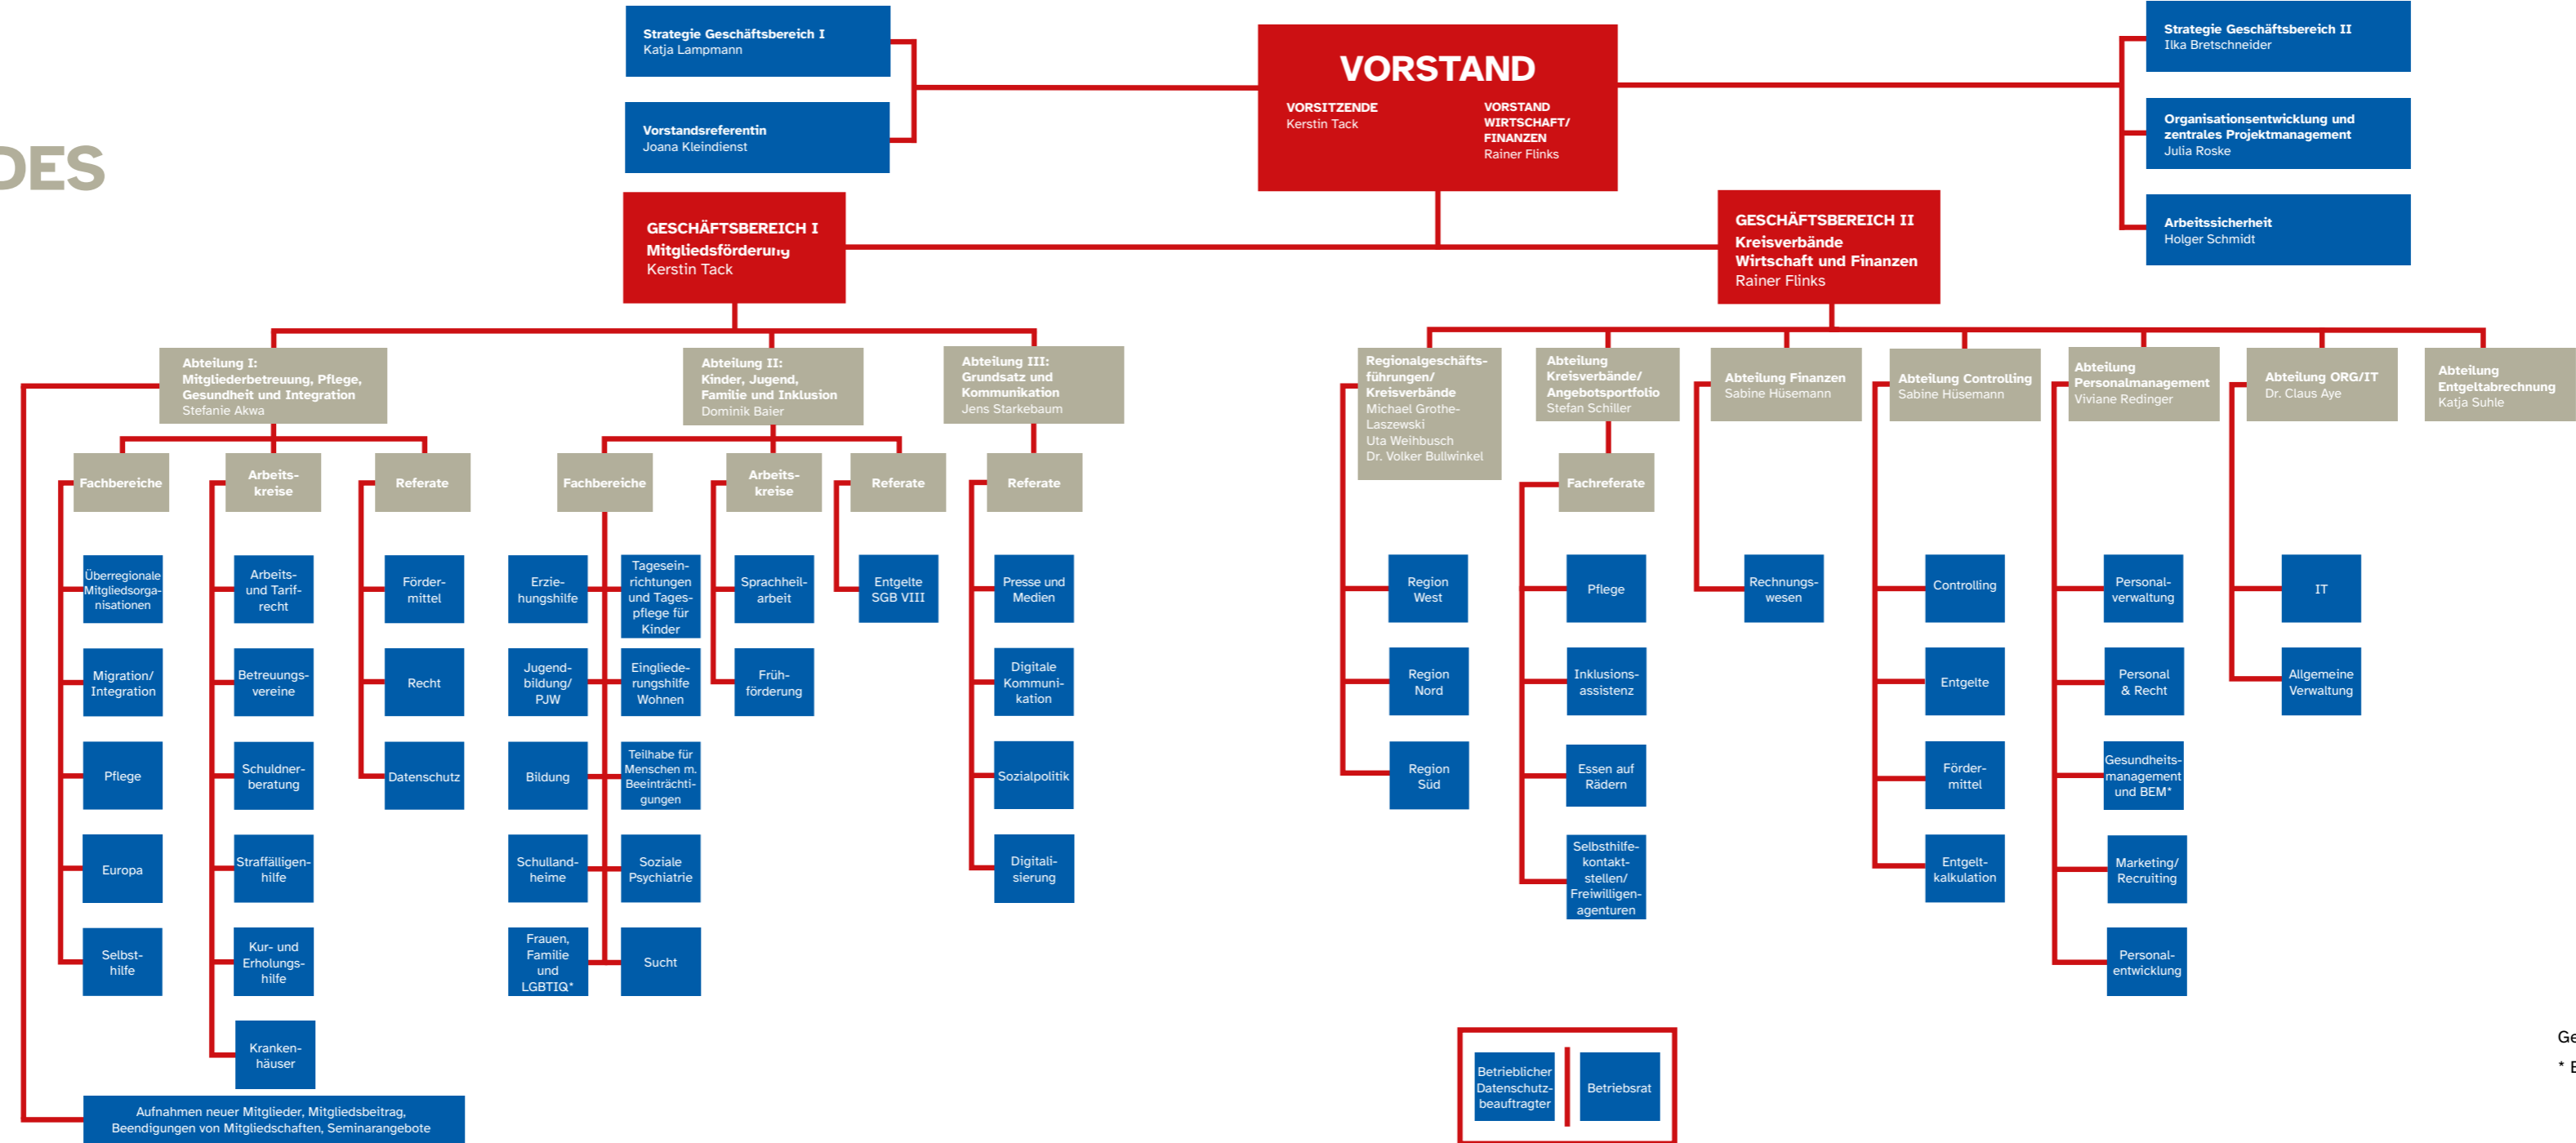 DES
Strategie Geschäftsbereich I
Katja Lampmann
Vorstandsreferentin
Joana Kleindienst
VORSTAND
VORSITZENDE
Kerstin Tack
VORSTAND
WIRTSCHAFT/
FINANZEN
Rainer Flinks
Strategie Geschäftsbereich II
Ilka Bretschneider
Organisationsentwicklung und
zentrales Projektmanagement
Julia Roske
Arbeitssicherheit
Holger Schmidt
GESCHÄFTSBEREICH I
Mitgliedsförderung
Kerstin Tack
GESCHÄFTSBEREICH II
Kreisverbände
Wirtschaft und Finanzen
Rainer Flinks
Abteilung I:
Mitgliederbetreuung, Pflege,
Gesundheit und Integration
Stefanie Akwa
Fachbereiche
Überregionale
Mitgliedsorga-
nisationen
Migration/
Integration
Pflege
Europa
Selbst-
hilfe
Arbeits-
kreise
Arbeits-
und Tarif-
recht
Betreuungs-
vereine
Schuldner-
beratung
Straffälligen-
hilfe
Kur- und
Erholungs-
hilfe
Kranken-
häuser
Referate
Förder-
mittel
Recht
Datenschutz
Aufnahmen neuer Mitglieder, Mitgliedsbeitrag,
Beendigungen von Mitgliedschaften, Seminarangebote
Abteilung II:
Kinder, Jugend,
Familie und Inklusion
Dominik Baier
Fachbereiche
Erzie-
hungshilfe
Jugend-
bildung/
PJW
Bildung
Schulland-
heime
Frauen,
Familie
und
LGBTIQ*
Tagesein-
richtungen
und Tages-
pflege für
Kinder
Eingliede-
rungshilfe
Wohnen
Teilhabe für
Menschen m.
Beeinträchti-
gungen
Soziale
Psychiatrie
Sucht
Arbeits-
kreise
Sprachheil-
arbeit
Früh-
förderung
Referate
Entgelte
SGB VIII
Abteilung III:
Grundsatz und
Kommunikation
Jens Starkebaum
Referate
Presse und
Medien
Digitale
Kommuni-
kation
Sozialpolitik
Digitali-
sierung
Regionalgeschäfts-
führungen/
Kreisverbände
Michael Grothe-
Laszewski
Uta Weihbusch
Dr. Volker Bullwinkel
Region
West
Region
Nord
Region
Süd
Abteilung
Kreisverbände/
Angebotsportfolio
Stefan Schiller
Fachreferate
Pflege
Inklusions-
assistenz
Essen auf
Rädern
Selbsthilfe-
kontakt-
stellen/
Freiwilligen-
agenturen
Abteilung Finanzen
Sabine Hüsemann
Rechnungs-
wesen
Abteilung Controlling
Sabine Hüsemann
Controlling
Entgelte
Förder-
mittel
Entgelt-
kalkulation
Abteilung
Personalmanagement
Viviane Redinger
Personal-
verwaltung
Personal
& Recht
Gesundheits-
management
und BEM*
Marketing/
Recruiting
Personal-
entwicklung
Abteilung ORG/IT
Dr. Claus Aye
IT
Allgemeine
Verwaltung
Abteilung
Entgeltabrechnung
Katja Suhle
Betrieblicher
Datenschutz-
beauftragter
Betriebsrat
Ge
*